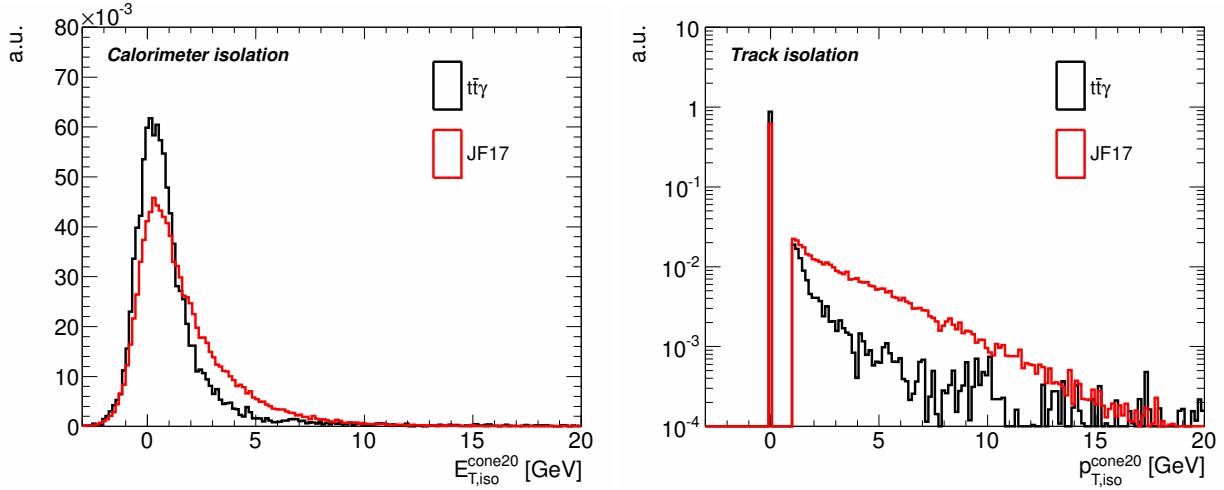 ×10⁻³
a.u.
80
70
60
50
40
30
20
10
0
Calorimeter isolation
tt̄γ
JF17
0 5 10 15 20
E_{T,iso}^{cone20} [GeV]
a.u.
10
1
10⁻¹
10⁻²
10⁻³
10⁻⁴
Track isolation
tt̄γ
JF17
0 5 10 15 20
p_{T,iso}^{cone20} [GeV]